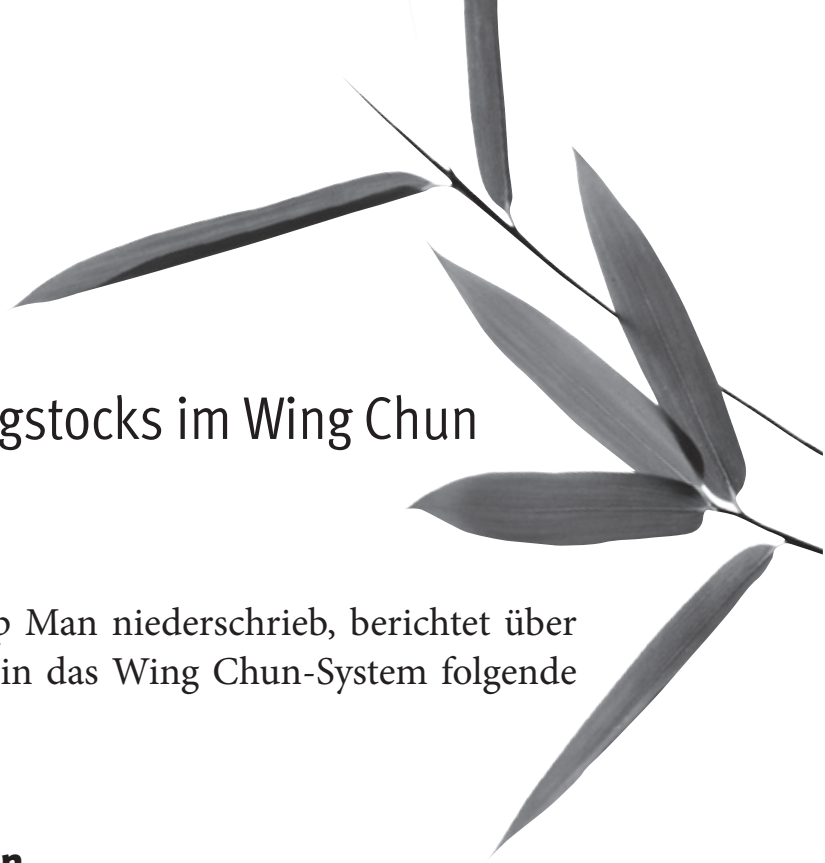 gstocks im Wing Chun
p Man niederschrieb, berichtet über
in das Wing Chun-System folgende
n